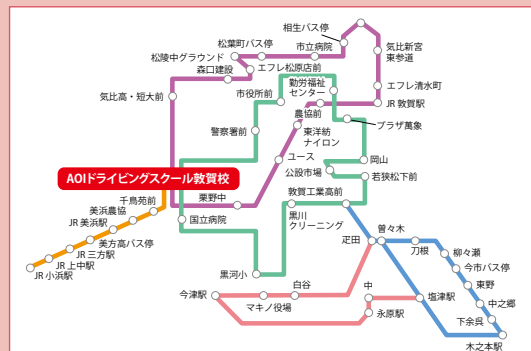 相生バス停
松葉町バス停
市立病院
松陵中グラウンド
気比新宮
東参道
エフレ松原店前
森口建設
勤労福祉
センター
エフレ清水町
気比高・短大前
市役所前
JR 敦賀駅
農協前
プラザ萬象
警察署前
東洋紡
ナイロン
ユース
岡山
公設市場
若狭松下前
AOIドライビングスクール敦賀校
千鳥苑前
栗野中
敦賀工業高前
美浜農協
JR 美浜駅
国立病院
黒川
クリーニング
美方高バス停
疋田
曽々木
JR 三方駅
刀根
柳々瀬
JR 上中駅
今市バス停
JR 小浜駅
黒河小
東野
今津駅
白谷
中
塩津駅
中之郷
マキノ役場
永原駅
下余呉
木之本駅